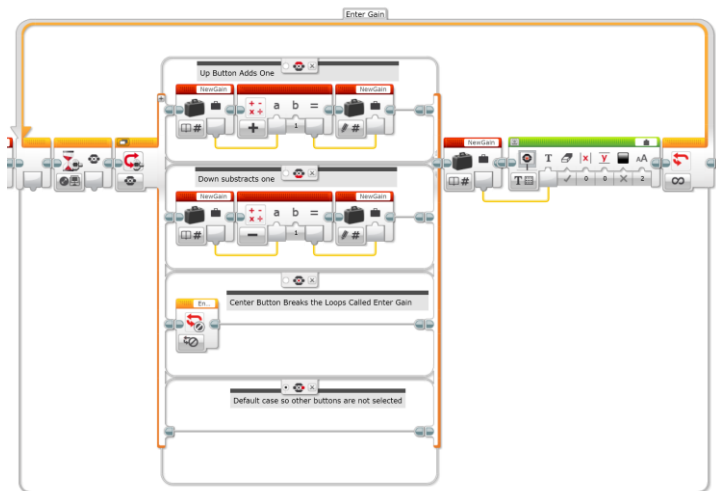 Enter Gain
Up Button Adds One
NewGain
a b =
1
NewGain
Down substracts one
NewGain
a b =
1
NewGain
Center Button Breaks the Loops Called Enter Gain
En..
Default case so other buttons are not selected
NewGain
T x y AA
T 0 0 2